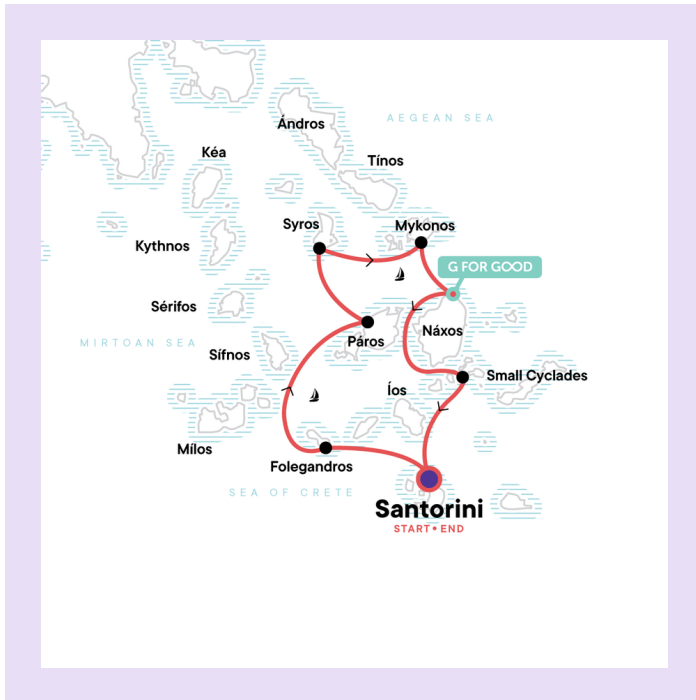 Ándros
AEGEAN SEA
Kéa
Tínos
Syros
Mykonos
Kythnos
G FOR GOOD
Sérifos
Náxos
MIRTOAN SEA
Páros
Sífnos
Small Cyclades
Íos
Mílos
Folegandros
SEA OF CRETE
Santorini
START • END